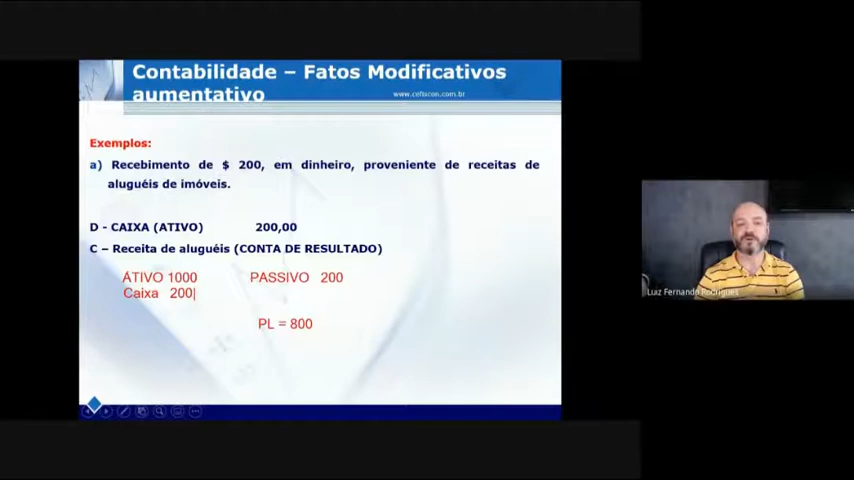 Contabilidade – Fatos Modificativos
aumentativo
www.cefiscon.com.br
Exemplos:
a) Recebimento de $ 200, em dinheiro, proveniente de receitas de
aluguéis de imóveis.
D - CAIXA (ATIVO) 200,00
C – Receita de aluguéis (CONTA DE RESULTADO)
ATIVO 1000 PASSIVO 200
Caixa 200
PL = 800
Luiz Fernando Rodrigues